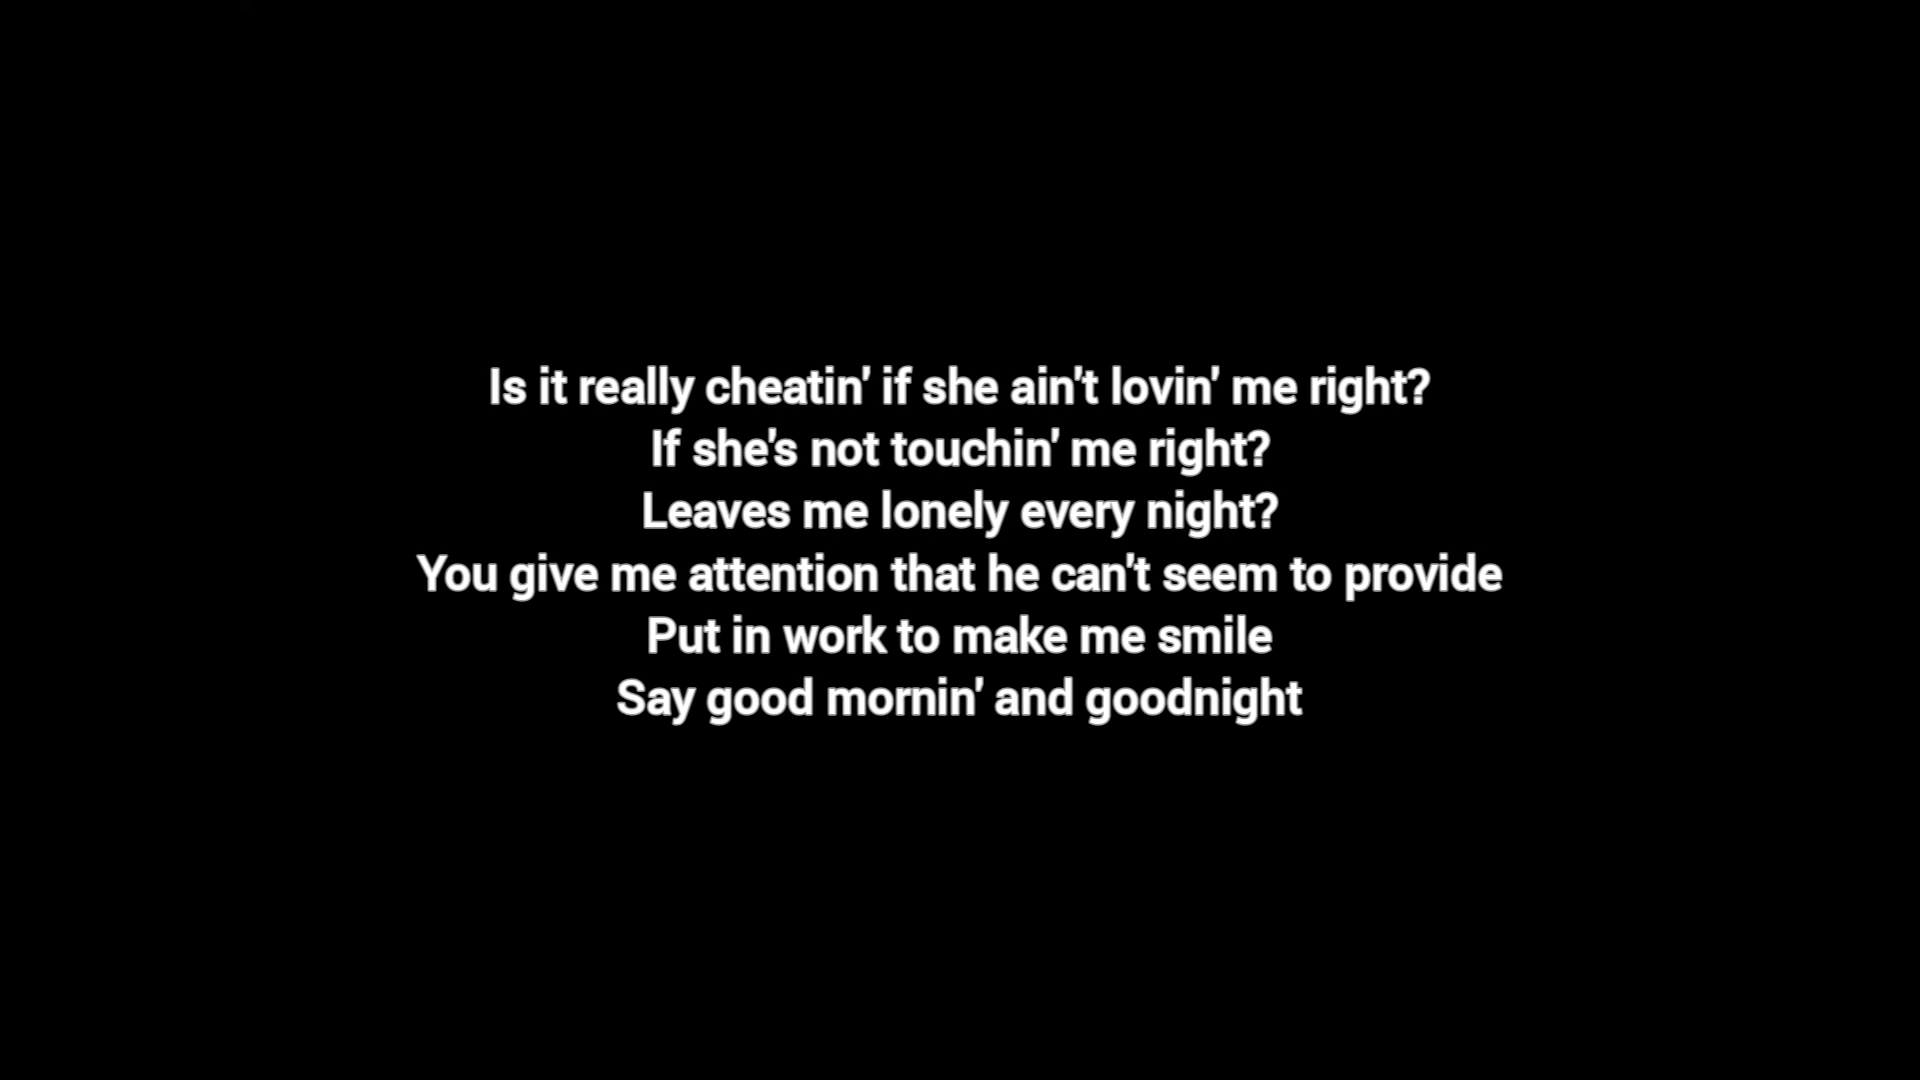 Is it really cheatin' if she ain't lovin' me right?
If she's not touchin' me right?
Leaves me lonely every night?
You give me attention that he can't seem to provide
Put in work to make me smile
Say good mornin' and goodnight